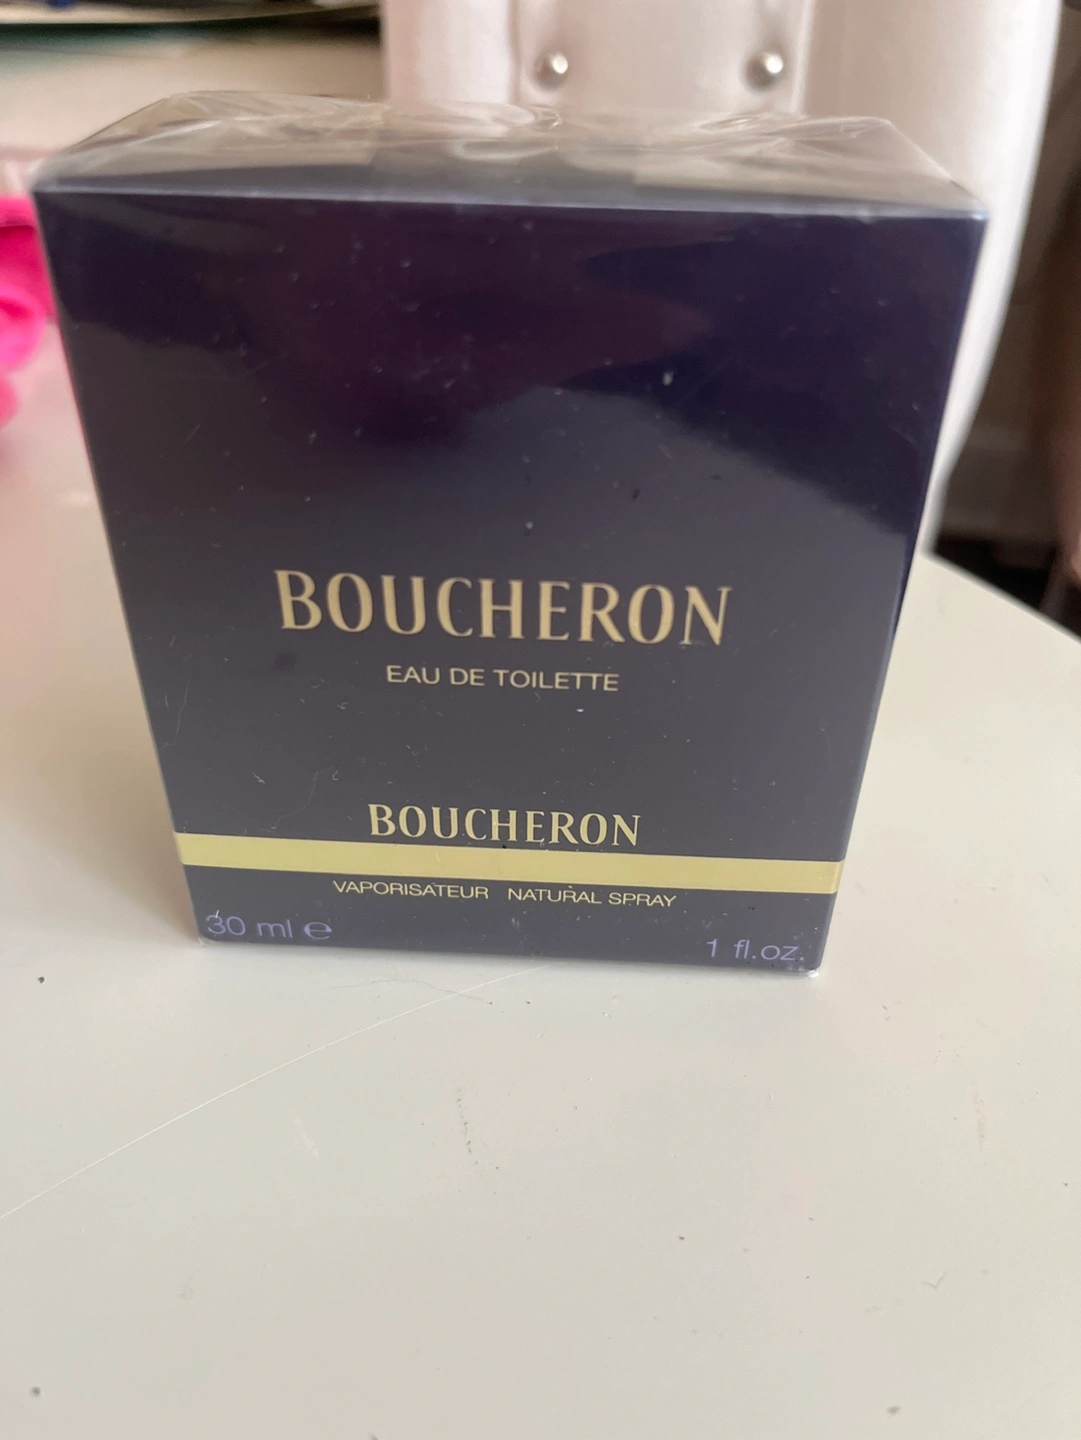 BOUCHERON
EAU DE TOILETTE
BOUCHERON
VAPORISATEUR NATURAL SPRAY
30 ml ℮
1 fl.oz.